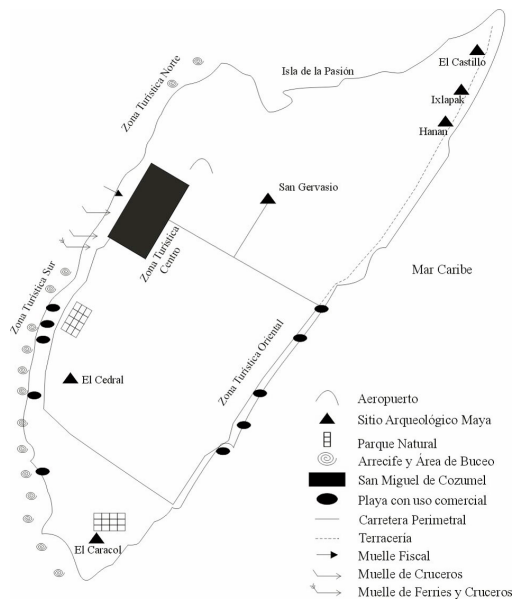 El Castillo
Isla de la Pasión
Zona Turística Norte
Ixlapak
Hanan
San Gervasio
Zona Turística
Centro
Mar Caribe
Zona Turística Sur
Zona Turística Oriental
El Cedral
El Caracol
Aeropuerto
Sitio Arqueológico Maya
Parque Natural
Arrecife y Área de Buceo
San Miguel de Cozumel
Playa con uso comercial
Carretera Perimetral
Terracería
Muelle Fiscal
Muelle de Cruceros
Muelle de Ferries y Cruceros